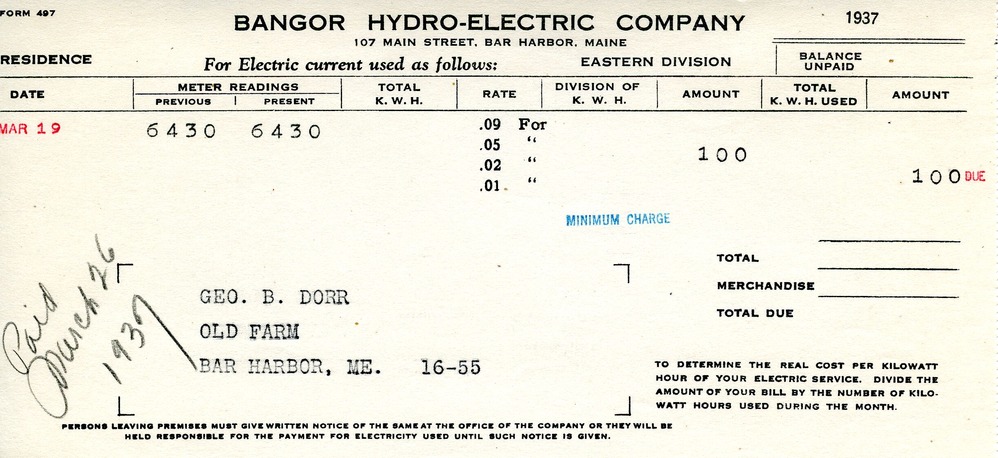 FORM 497
BANGOR HYDRO-ELECTRIC COMPANY
1937
107 MAIN STREET, BAR HARBOR, MAINE
RESIDENCE
For Electric current used as follows:
EASTERN DIVISION
BALANCE UNPAID
DATE
METER READINGS
PREVIOUS PRESENT
TOTAL K. W. H.
RATE
DIVISION OF K. W. H.
AMOUNT
TOTAL K. W. H. USED
AMOUNT
MAR 19 6430 6430 .09 For
.05 “
100
.02 “
100 DUE
.01 “
MINIMUM CHARGE
TOTAL
MERCHANDISE
TOTAL DUE
Paid
March 26
1937
GEO. B. DORR
OLD FARM
BAR HARBOR, ME. 16-55
TO DETERMINE THE REAL COST PER KILOWATT
HOUR OF YOUR ELECTRIC SERVICE. DIVIDE THE
AMOUNT OF YOUR BILL BY THE NUMBER OF KILO-
WATT HOURS USED DURING THE MONTH.
PERSONS LEAVING PREMISES MUST GIVE WRITTEN NOTICE OF THE SAME AT THE OFFICE OF THE COMPANY OR THEY WILL BE
HELD RESPONSIBLE FOR THE PAYMENT FOR ELECTRICITY USED UNTIL SUCH NOTICE IS GIVEN.